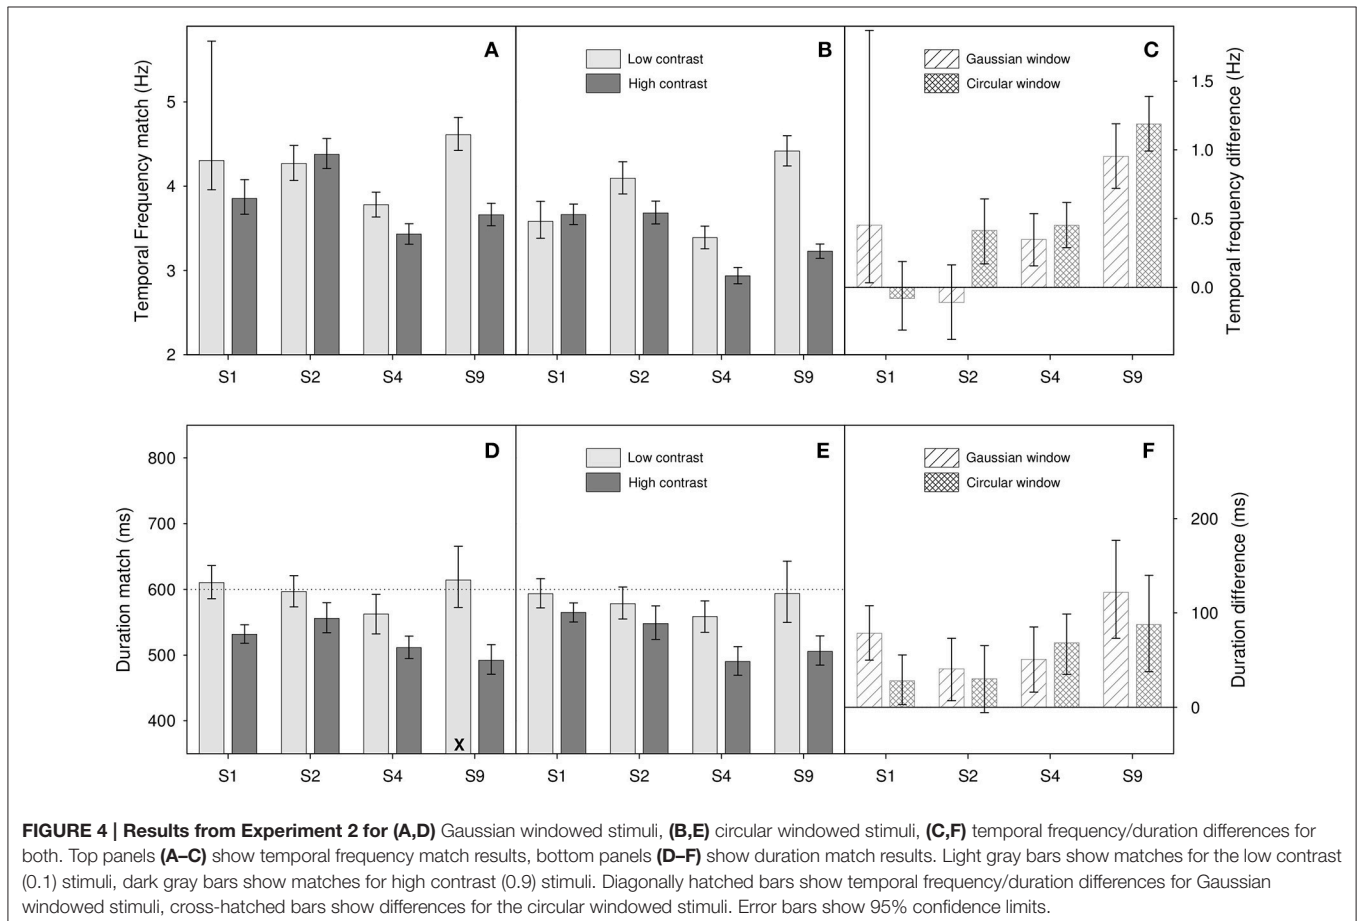 A
B
C
Low contrast
High contrast
Gaussian window
Circular window
Temporal Frequency match (Hz)
5
4
3
2
1.5
1.0
0.5
0.0
Temporal frequency difference (Hz)
S1 S2 S4 S9 S1 S2 S4 S9 S1 S2 S4 S9
D
E
F
Low contrast
High contrast
Gaussian window
Circular window
Duration match (ms)
800
700
600
500
400
200
100
0
Duration difference (ms)
X
S1 S2 S4 S9 S1 S2 S4 S9 S1 S2 S4 S9
FIGURE 4 | Results from Experiment 2 for (A,D) Gaussian windowed stimuli, (B,E) circular windowed stimuli, (C,F) temporal frequency/duration differences for
both. Top panels (A–C) show temporal frequency match results, bottom panels (D–F) show duration match results. Light gray bars show matches for the low contrast
(0.1) stimuli, dark gray bars show matches for high contrast (0.9) stimuli. Diagonally hatched bars show temporal frequency/duration differences for Gaussian
windowed stimuli, cross-hatched bars show differences for the circular windowed stimuli. Error bars show 95% confidence limits.